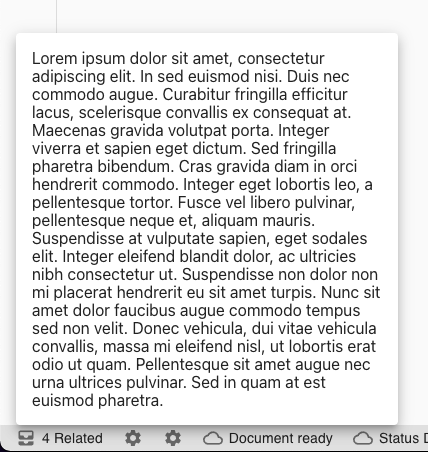 Lorem ipsum dolor sit amet, consectetur
adipiscing elit. In sed euismod nisi. Duis nec
commodo augue. Curabitur fringilla efficitur
lacus, scelerisque convallis ex consequat at.
Maecenas gravida volutpat porta. Integer
viverra et sapien eget dictum. Sed fringilla
pharetra bibendum. Cras gravida diam in orci
hendrerit commodo. Integer eget lobortis leo, a
pellentesque tortor. Fusce vel libero pulvinar,
pellentesque neque et, aliquam mauris.
Suspendisse at vulputate sapien, eget sodales
elit. Integer eleifend blandit dolor, ac ultricies
nibh consectetur ut. Suspendisse non dolor non
mi placerat hendrerit eu sit amet turpis. Nunc sit
amet dolor faucibus augue commodo tempus
sed non velit. Donec vehicula, dui vitae vehicula
convallis, massa mi eleifend nisl, ut lobortis erat
odio ut quam. Pellentesque sit amet augue nec
urna ultrices pulvinar. Sed in quam at est
euismod pharetra.
4 Related Document ready Status